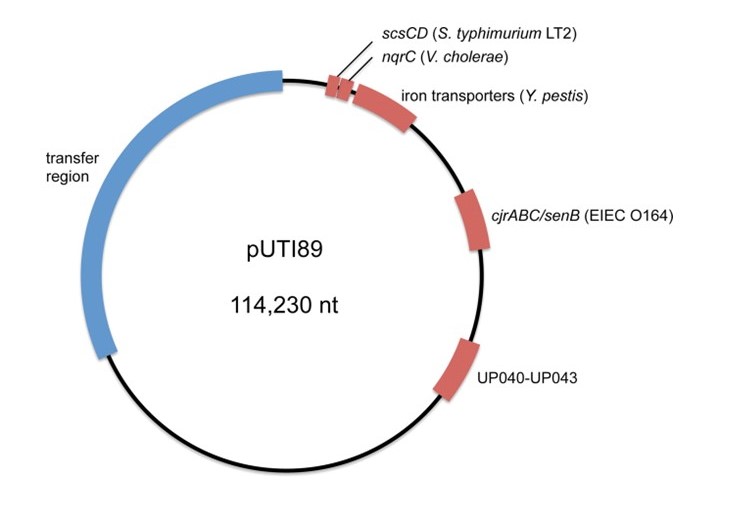 scsCD (S. typhimurium LT2)
nqrC (V. cholerae)
iron transporters (Y. pestis)
transfer
region
cjrABC/senB (EIEC O164)
pUTI89
114,230 nt
UP040-UP043